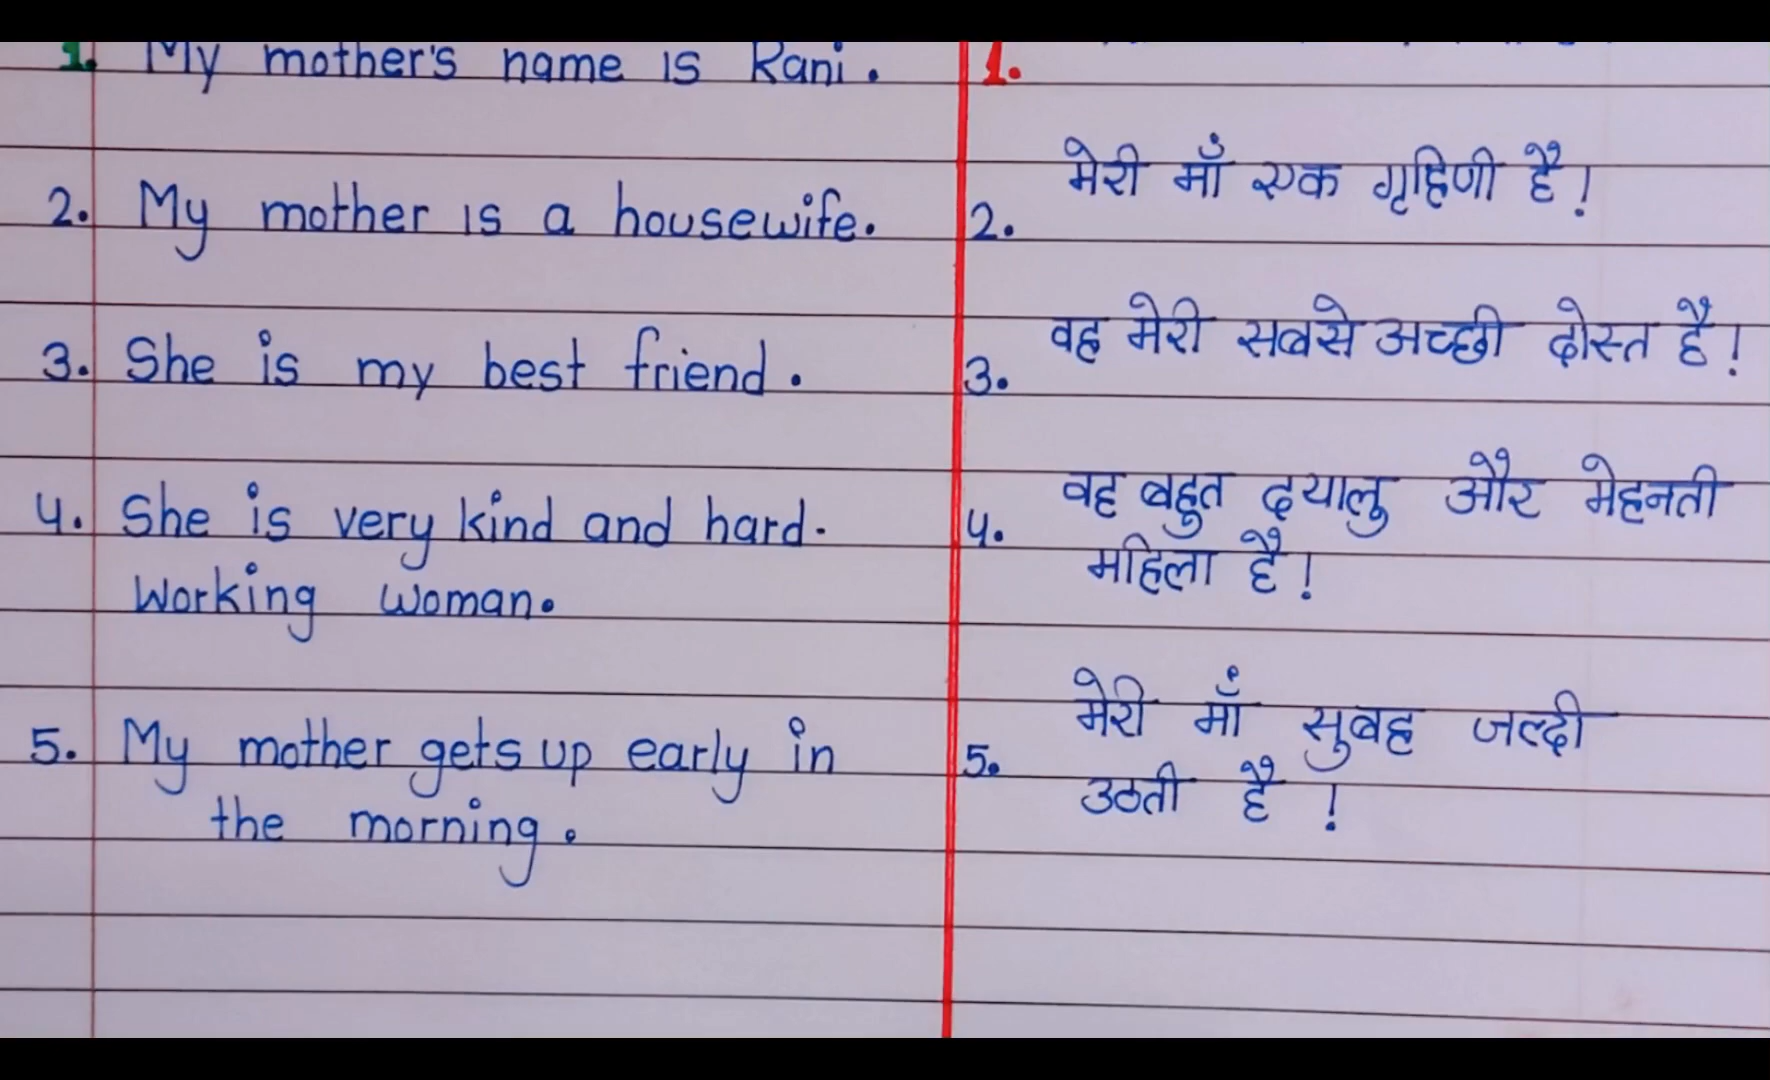 1. My mother's name is Rani.
2. My mother is a housewife.
3. She is my best friend.
4. She is very kind and hard-
working woman.
5. My mother gets up early in
the morning.
1.
2. मेरी माँ एक गृहिणी है!
3. वह मेरी सबसे अच्छी दोस्त है!
4. वह बहुत दयालु और मेहनती
महिला है!
5. मेरी माँ सुबह जल्दी
उठती है!